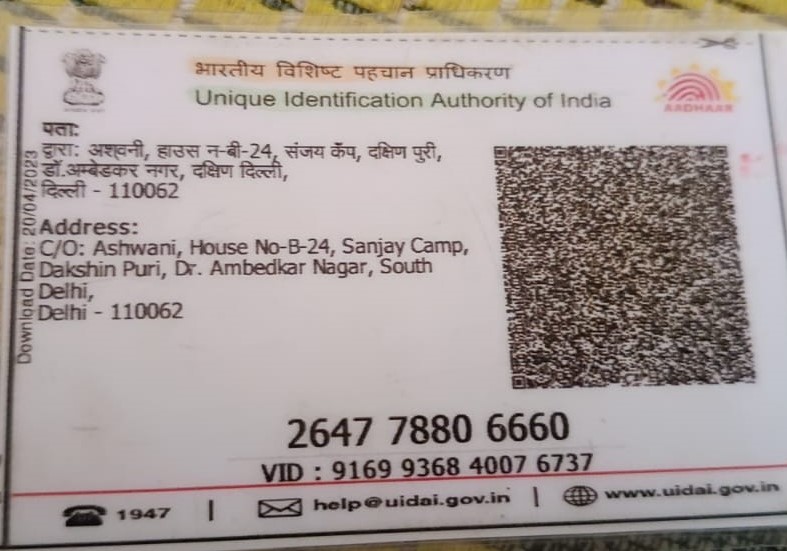 भारतीय विशिष्ट पहचान प्राधिकरण
Unique Identification Authority of India
AADHAAR
पता:
द्वारा: अश्वनी, हाउस न-बी-24, संजय कॅंप, दक्षिण पुरी,
डॉ.अम्बेडकर नगर, दक्षिण दिल्ली,
दिल्ली - 110062
Address:
C/O: Ashwani, House No-B-24, Sanjay Camp,
Dakshin Puri, Dr. Ambedkar Nagar, South
Delhi,
Delhi - 110062
Download Date: 20/04/2023
2647 7880 6660
VID : 9169 9368 4007 6737
1947 | help@uidai.gov.in | www.uidai.gov.in